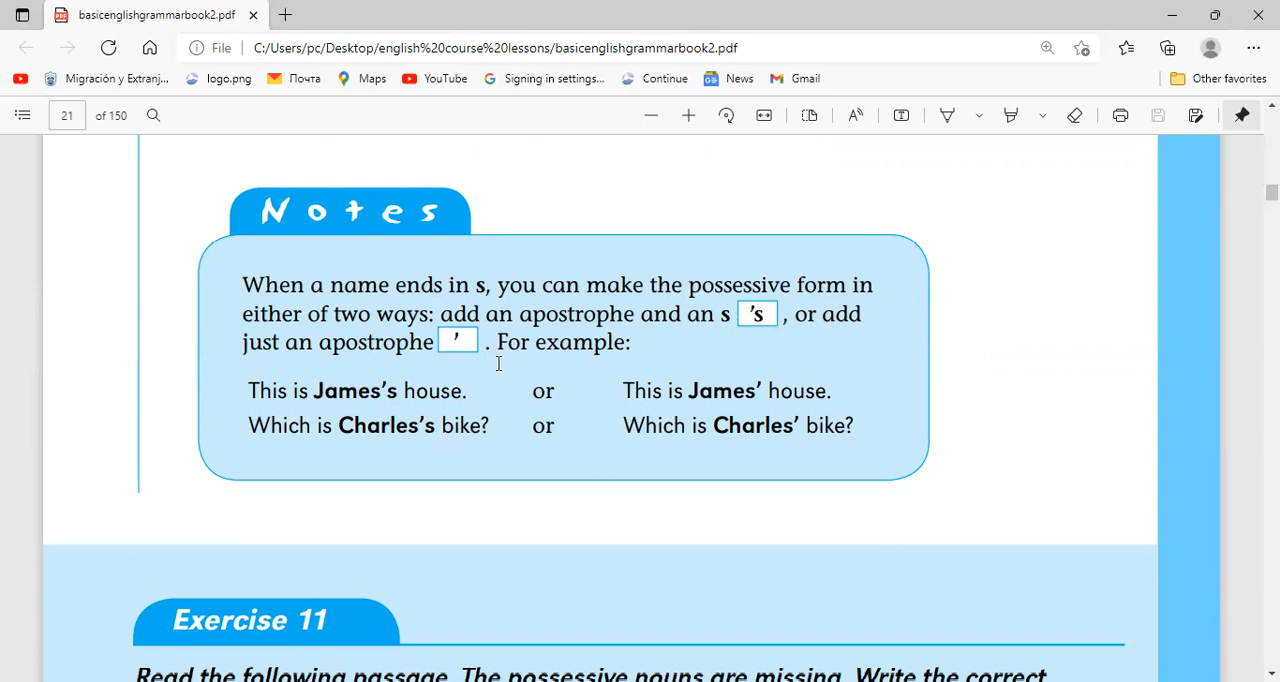 basicenglishgrammarbook2.pdf
File C:/Users/pc/Desktop/english%20course%20lessons/basicenglishgrammarbook2.pdf
Migración y Extranj... logo.png Почта Maps YouTube Signing in settings... Continue News Gmail Other favorites
21 of 150
Notes
When a name ends in s, you can make the possessive form in
either of two ways: add an apostrophe and an s ’s , or add
just an apostrophe ’ . For example:
This is James’s house. or This is James’ house.
Which is Charles’s bike? or Which is Charles’ bike?
Exercise 11
Read the following passage. The possessive nouns are missing. Write the correct